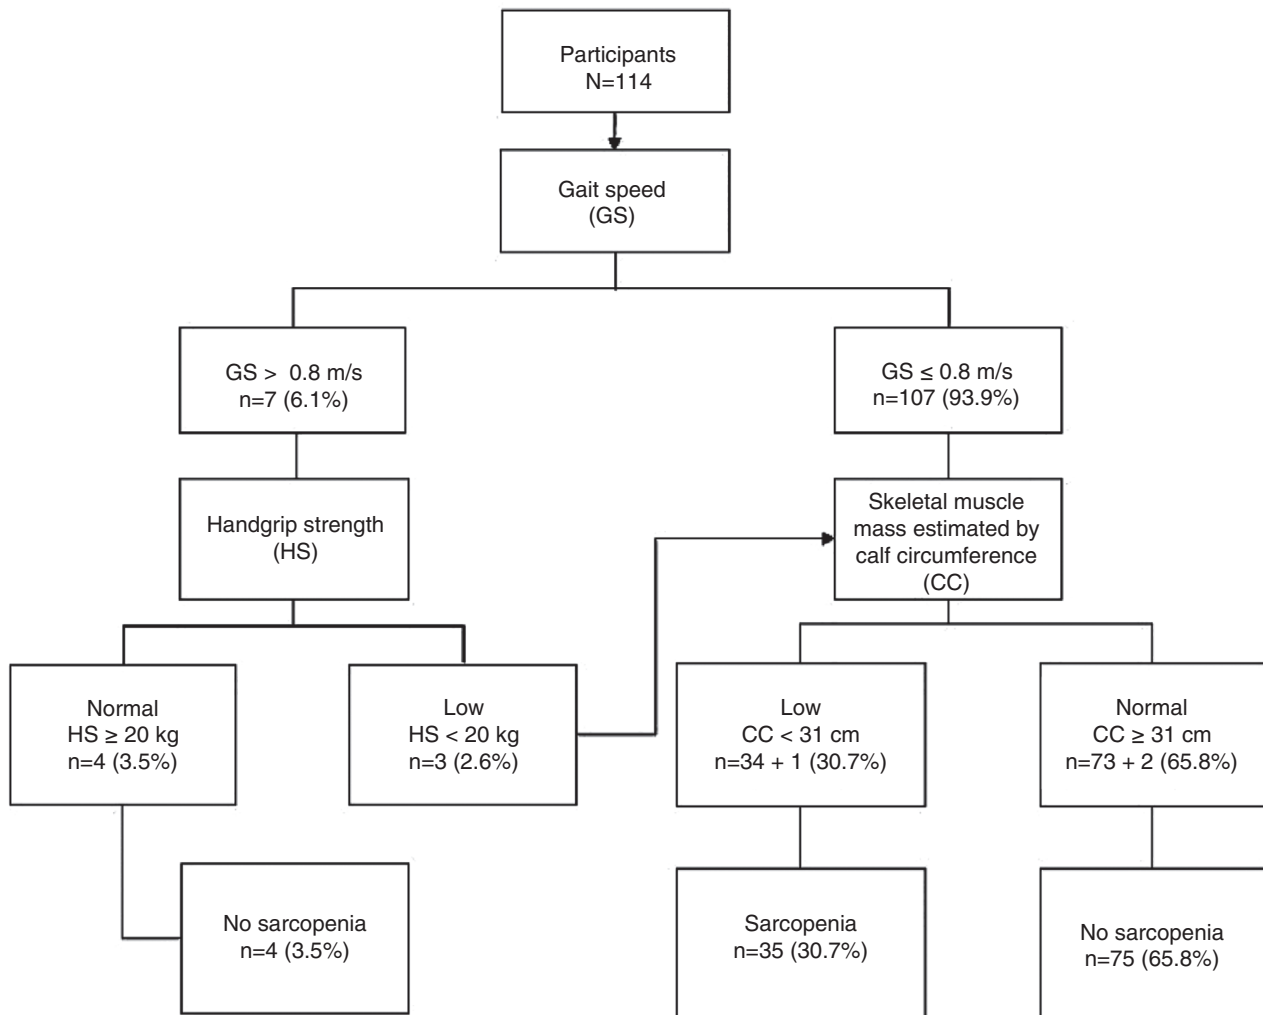 Participants
N=114
Gait speed
(GS)
GS > 0.8 m/s
n=7 (6.1%)
GS ≤ 0.8 m/s
n=107 (93.9%)
Handgrip strength
(HS)
Skeletal muscle
mass estimated by
calf circumference
(CC)
Normal
HS ≥ 20 kg
n=4 (3.5%)
Low
HS < 20 kg
n=3 (2.6%)
Low
CC < 31 cm
n=34 + 1 (30.7%)
Normal
CC ≥ 31 cm
n=73 + 2 (65.8%)
No sarcopenia
n=4 (3.5%)
Sarcopenia
n=35 (30.7%)
No sarcopenia
n=75 (65.8%)